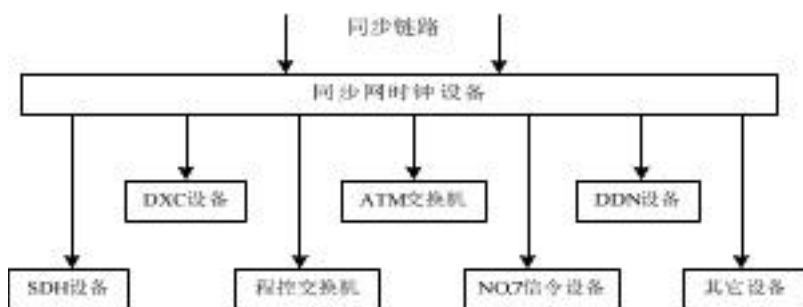 同步链路
同步网时钟设备
DXC设备
ATM交换机
DDN设备
SDH设备
程控交换机
NO.7信令设备
其它设备